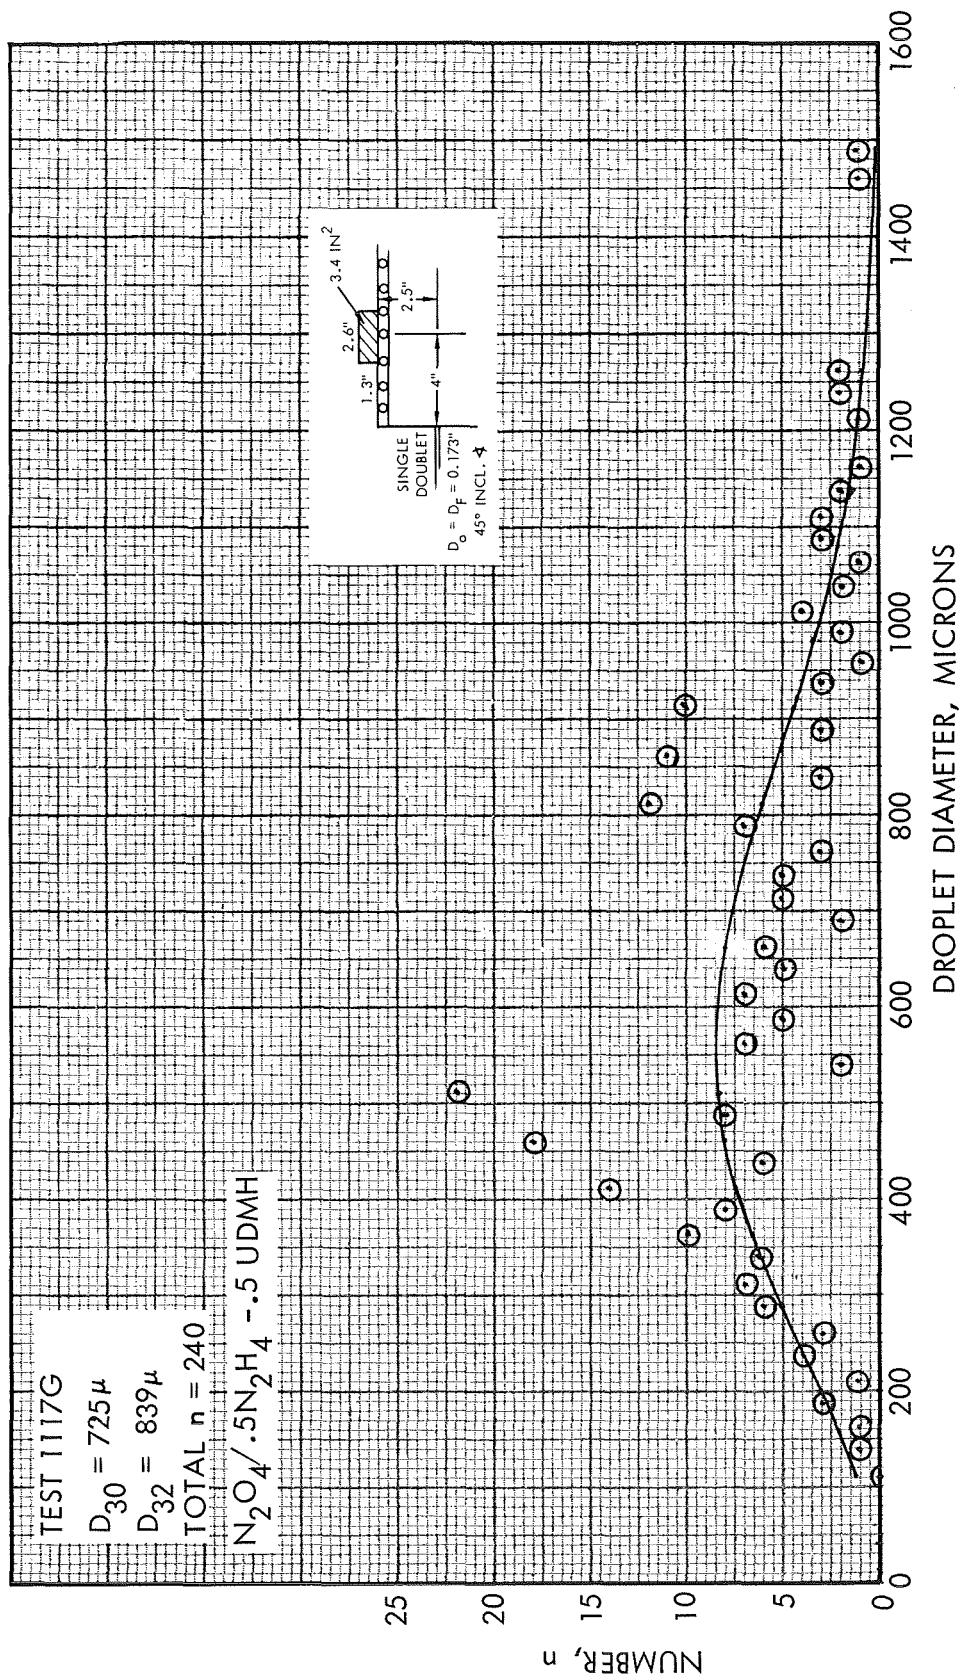 TEST 1117G
D30 = 725μ
D32 = 839μ
TOTAL n = 240
N2O4/.5N2H4 -.5 UDMH
3.4 IN2
2.6"
1.3"
2.5"
4"
SINGLE
DOUBLET
Do = DF = 0.173"
45° INCL. ∢
NUMBER, n
25
20
15
10
5
0
0 200 400 600 800 1000 1200 1400 1600
DROPLET DIAMETER, MICRONS